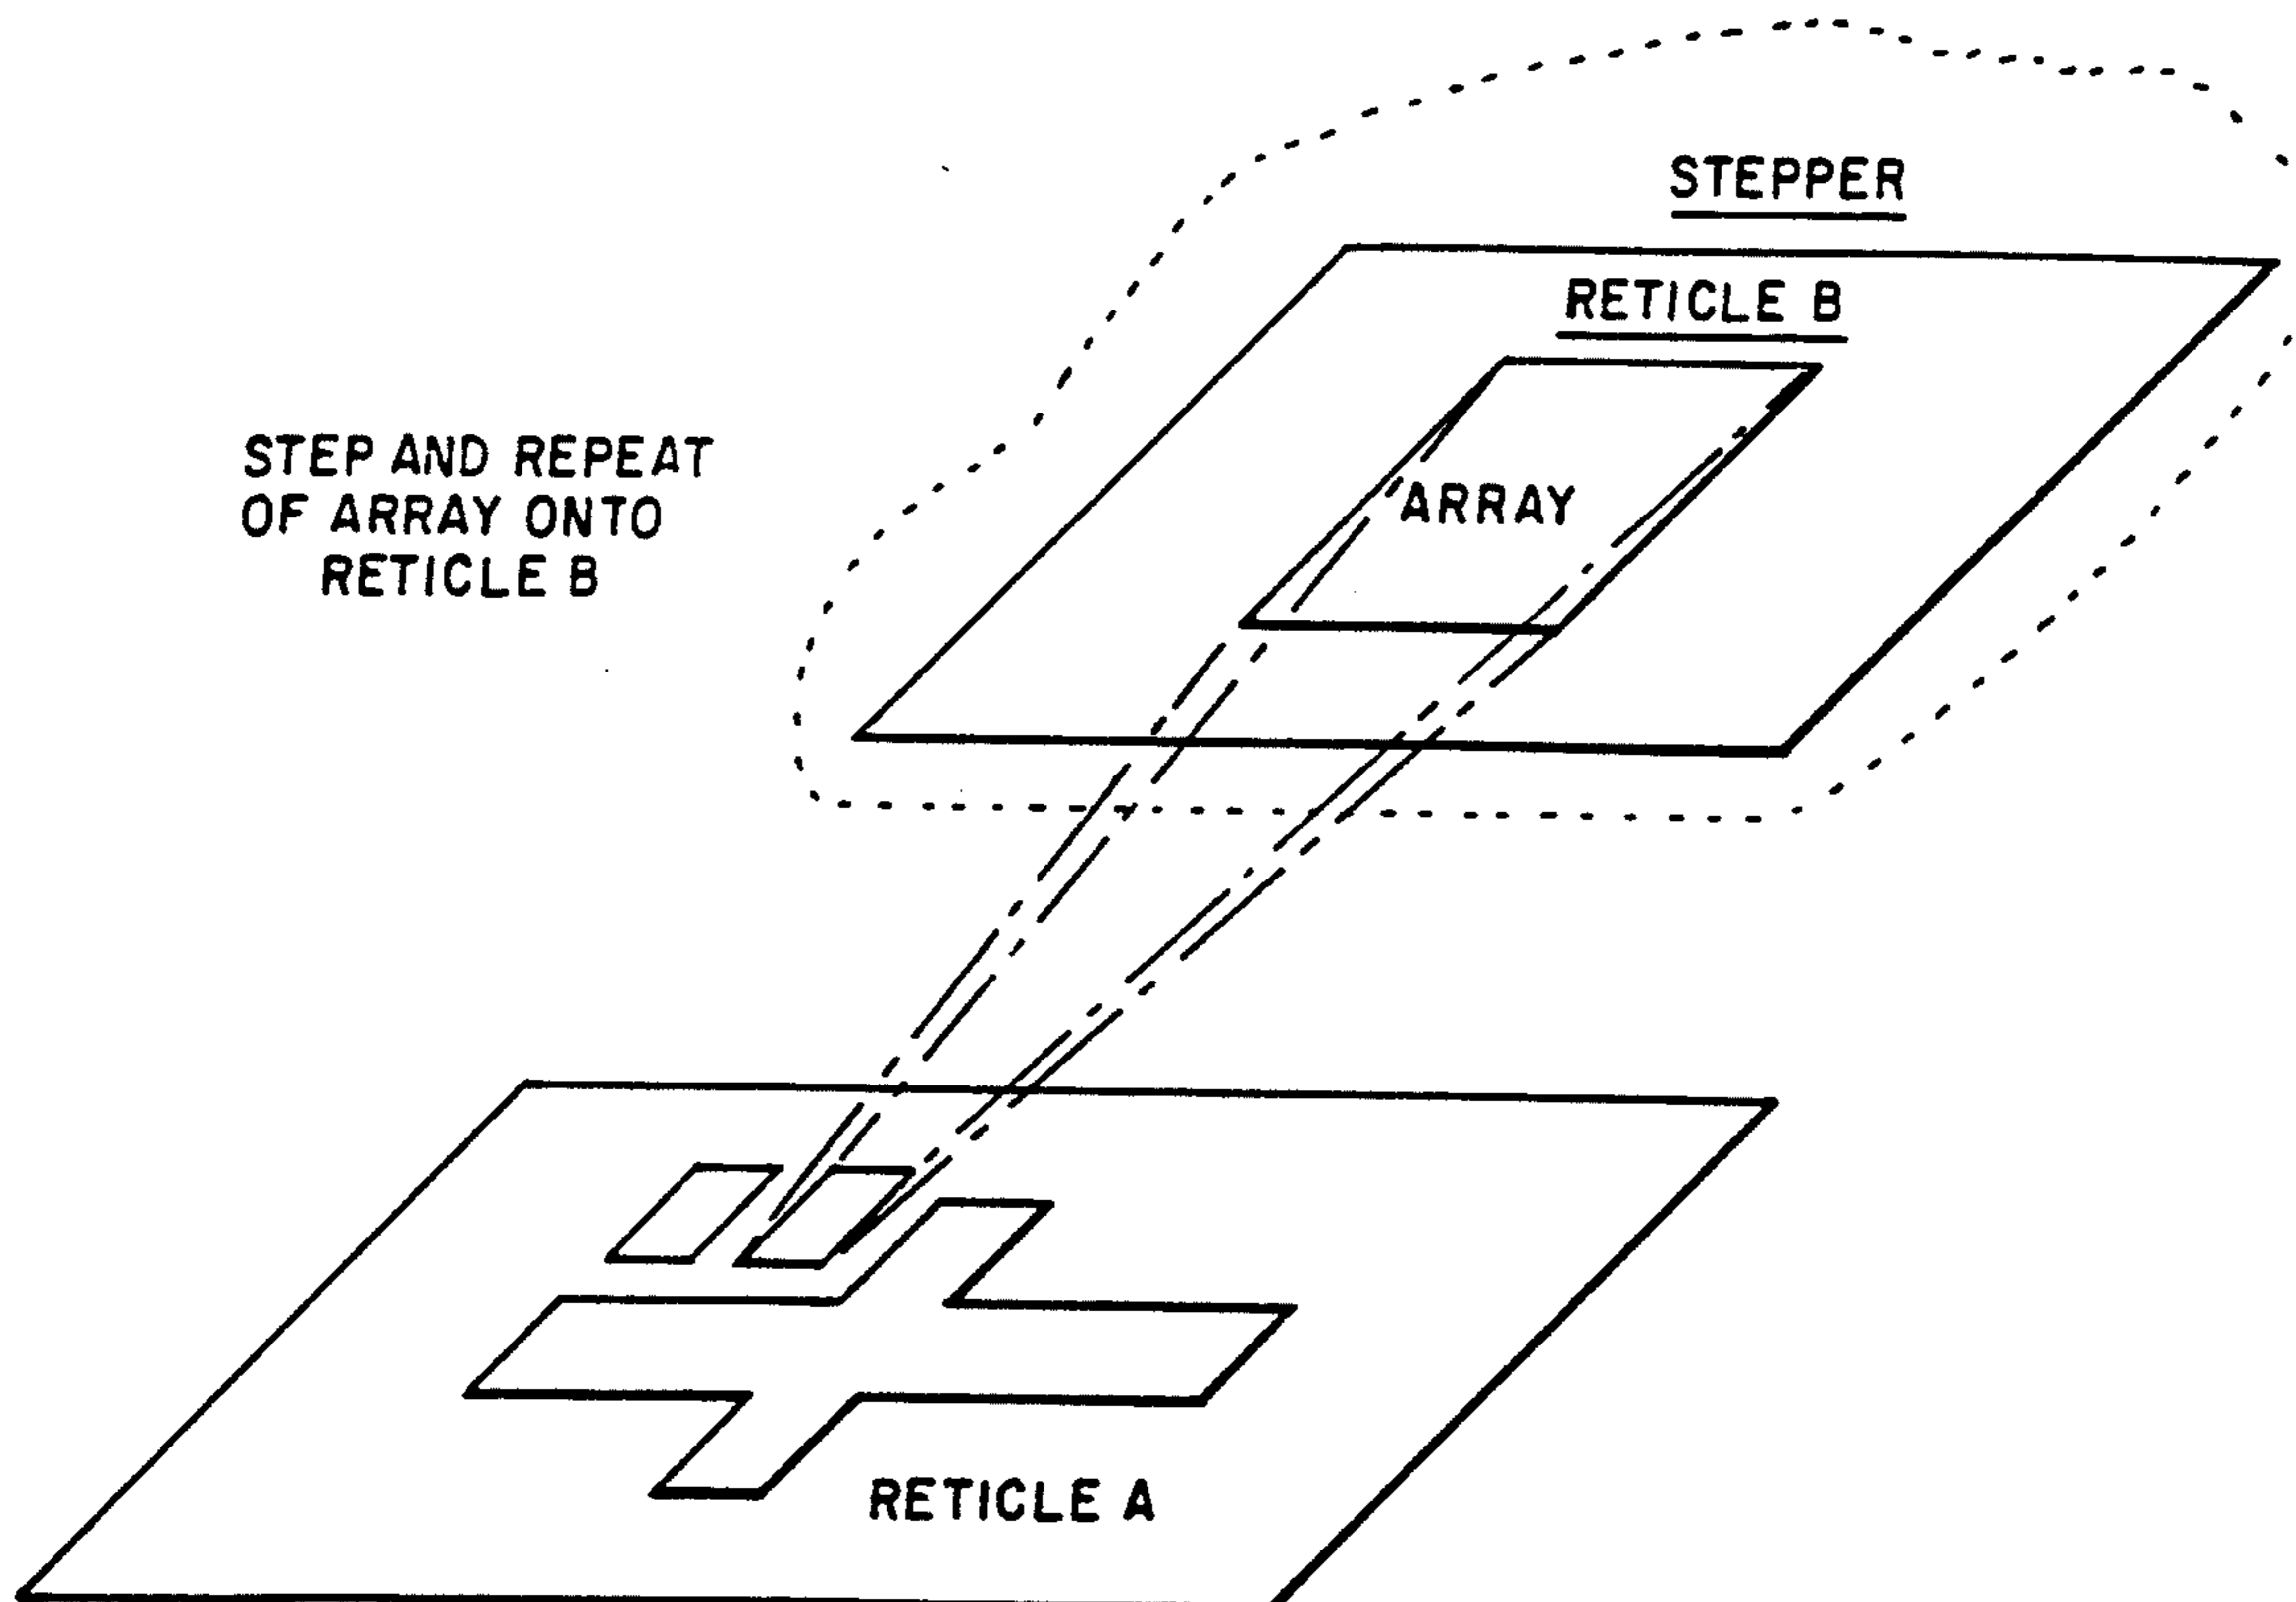 STEPPER
RETICLE B
STEP AND REPEAT
OF ARRAY ONTO
RETICLE B
ARRAY
RETICLE A